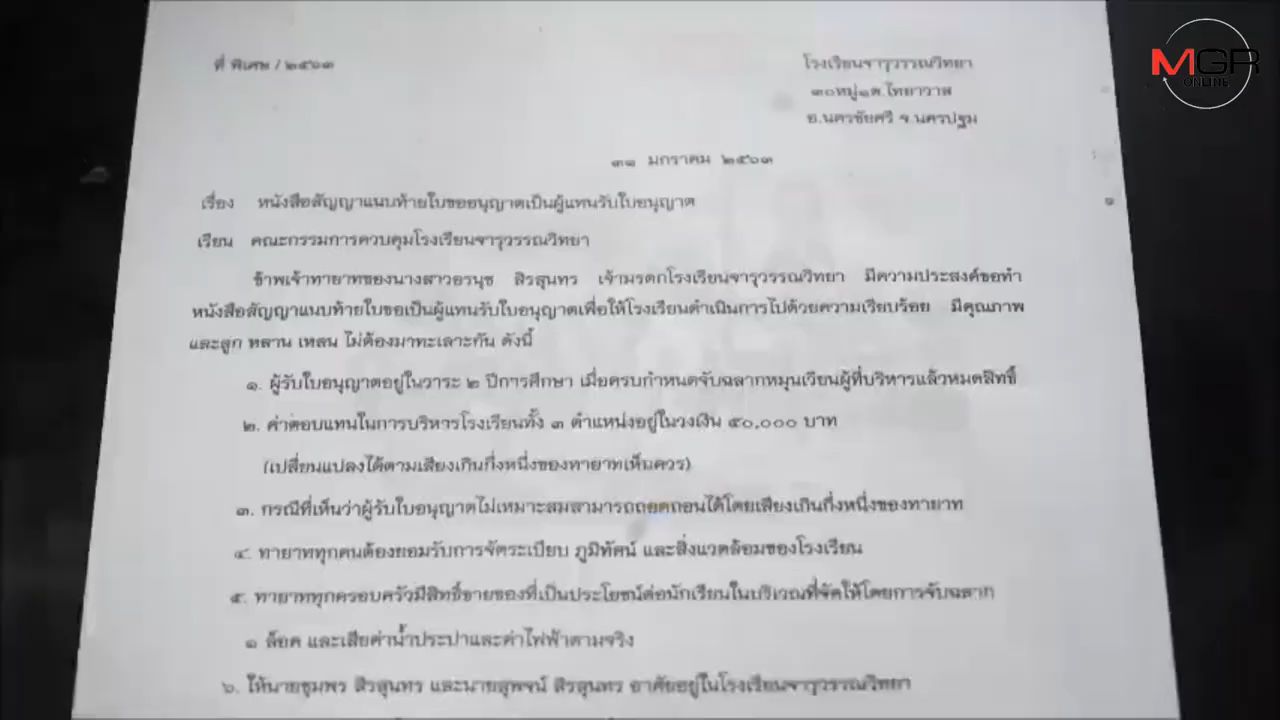 ที่ พิเศษ / ๒๕๖๓
โรงเรียนจารุวรรณวิทยา
๓๐หมู่๑ต.ไทยาวาส
อ.นครชัยศรี จ.นครปฐม
MGR
ONLINE
๓๑ มกราคม ๒๕๖๓
เรื่อง หนังสือสัญญาแนบท้ายใบขออนุญาตเป็นผู้แทนรับใบอนุญาต
เรียน คณะกรรมการควบคุมโรงเรียนจารุวรรณวิทยา
ข้าพเจ้าทายาทของนางสาวอรนุช สิรสุนทร เจ้ามรดกโรงเรียนจารุวรรณวิทยา มีความประสงค์ขอทำ
หนังสือสัญญาแนบท้ายใบขอเป็นผู้แทนรับใบอนุญาตเพื่อให้โรงเรียนดำเนินการไปด้วยความเรียบร้อย มีคุณภาพ
และลูก หลาน เหลน ไม่ต้องมาทะเลาะกัน ดังนี้
๑. ผู้รับใบอนุญาตอยู่ในวาระ ๒ ปีการศึกษา เมื่อครบกำหนดจับฉลากหมุนเวียนผู้ที่บริหารแล้วหมดสิทธิ์
๒. ค่าตอบแทนในการบริหารโรงเรียนทั้ง ๓ ตำแหน่งอยู่ในวงเงิน ๕๐,๐๐๐ บาท
(เปลี่ยนแปลงได้ตามเสียงเกินกึ่งหนึ่งของทายาทเห็นควร)
๓. กรณีที่เห็นว่าผู้รับใบอนุญาตไม่เหมาะสมสามารถถอดถอนได้โดยเสียงเกินกึ่งหนึ่งของทายาท
๔. ทายาททุกคนต้องยอมรับการจัดระเบียบ ภูมิทัศน์ และสิ่งแวดล้อมของโรงเรียน
๕. ทายาททุกครอบครัวมีสิทธิ์ขายของที่เป็นประโยชน์ต่อนักเรียนในบริเวณที่จัดให้โดยการจับฉลาก
๑ ล็อค และเสียค่าน้ำประปาและค่าไฟฟ้าตามจริง
๖. ให้นายชุมพร สิรสุนทร และนายสุพจน์ สิรสุนทร อาศัยอยู่ในโรงเรียนจารุวรรณวิทยา